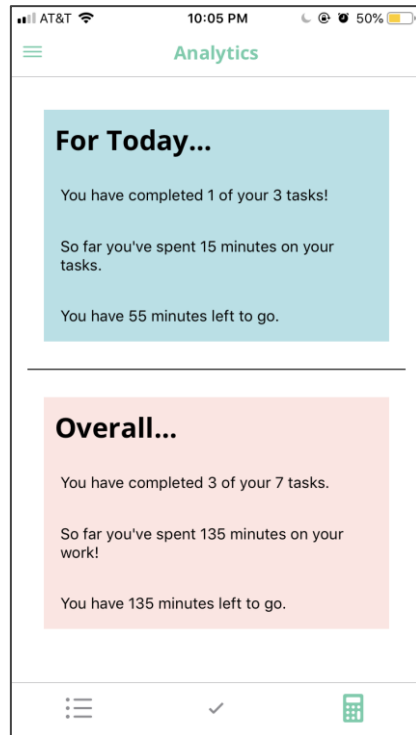 AT&T 10:05 PM 50%
Analytics
For Today...
You have completed 1 of your 3 tasks!
So far you've spent 15 minutes on your
tasks.
You have 55 minutes left to go.
Overall...
You have completed 3 of your 7 tasks.
So far you've spent 135 minutes on your
work!
You have 135 minutes left to go.